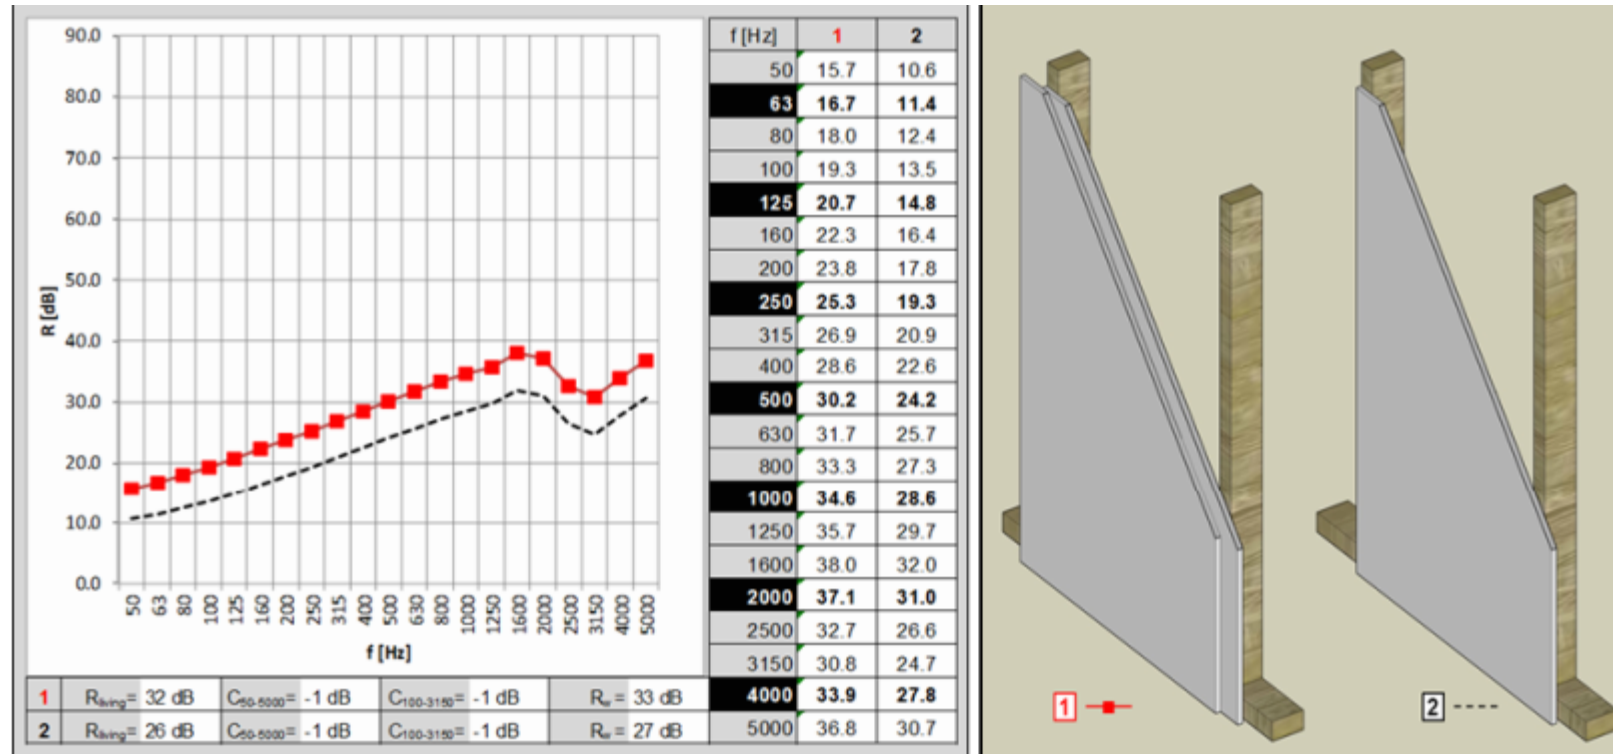 90.0
80.0
70.0
60.0
50.0
40.0
30.0
20.0
10.0
0.0
R [dB]
50 63 80 100 125 160 200 250 315 400 500 630 800 1000 1250 1600 2000 2500 3150 4000 5000
f [Hz]
1 Rliving= 32 dB C50-5000= -1 dB C100-3150= -1 dB Rw = 33 dB
2 Rliving= 26 dB C50-5000= -1 dB C100-3150= -1 dB Rw = 27 dB
f [Hz] 1 2
50 15.7 10.6
63 16.7 11.4
80 18.0 12.4
100 19.3 13.5
125 20.7 14.8
160 22.3 16.4
200 23.8 17.8
250 25.3 19.3
315 26.9 20.9
400 28.6 22.6
500 30.2 24.2
630 31.7 25.7
800 33.3 27.3
1000 34.6 28.6
1250 35.7 29.7
1600 38.0 32.0
2000 37.1 31.0
2500 32.7 26.6
3150 30.8 24.7
4000 33.9 27.8
5000 36.8 30.7
1
2